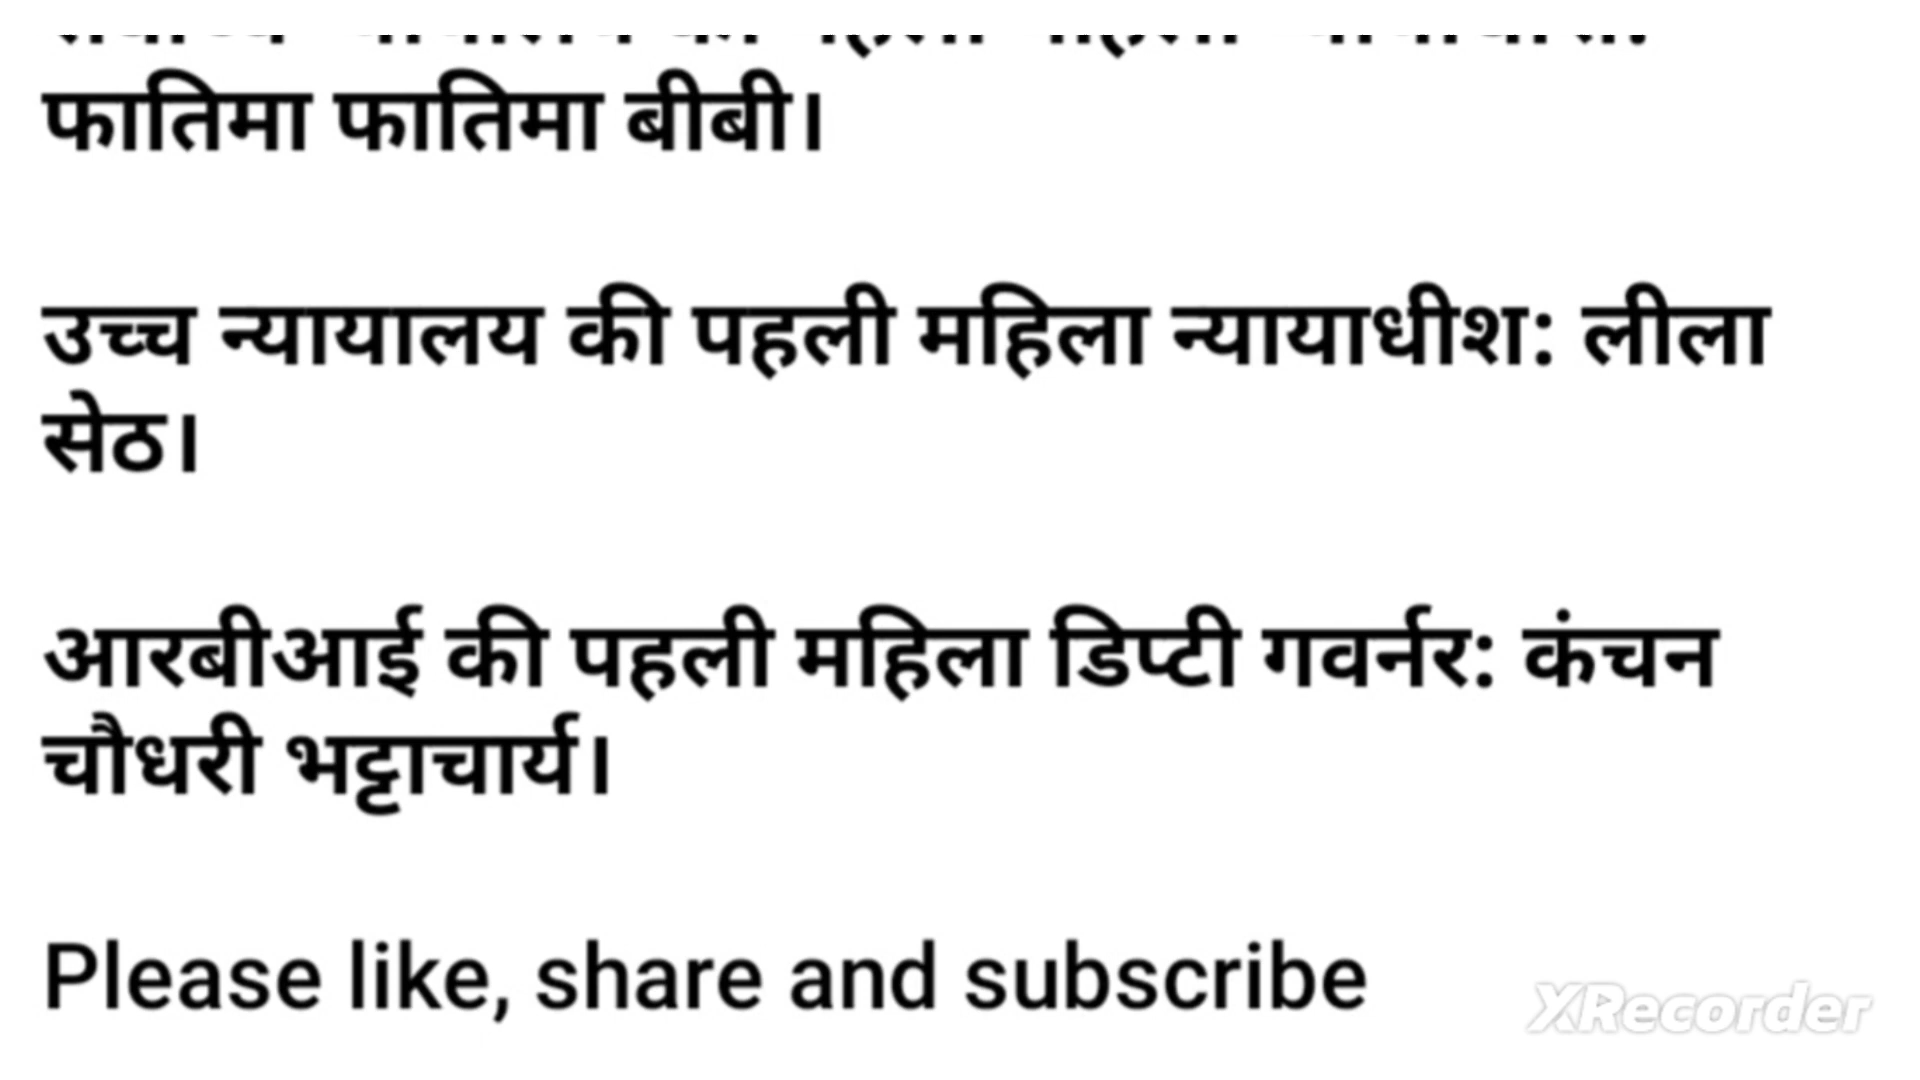 फातिमा फातिमा बीबी।
उच्च न्यायालय की पहली महिला न्यायाधीश: लीला
सेठ।
आरबीआई की पहली महिला डिप्टी गवर्नर: कंचन
चौधरी भट्टाचार्य।
Please like, share and subscribe
XRecorder